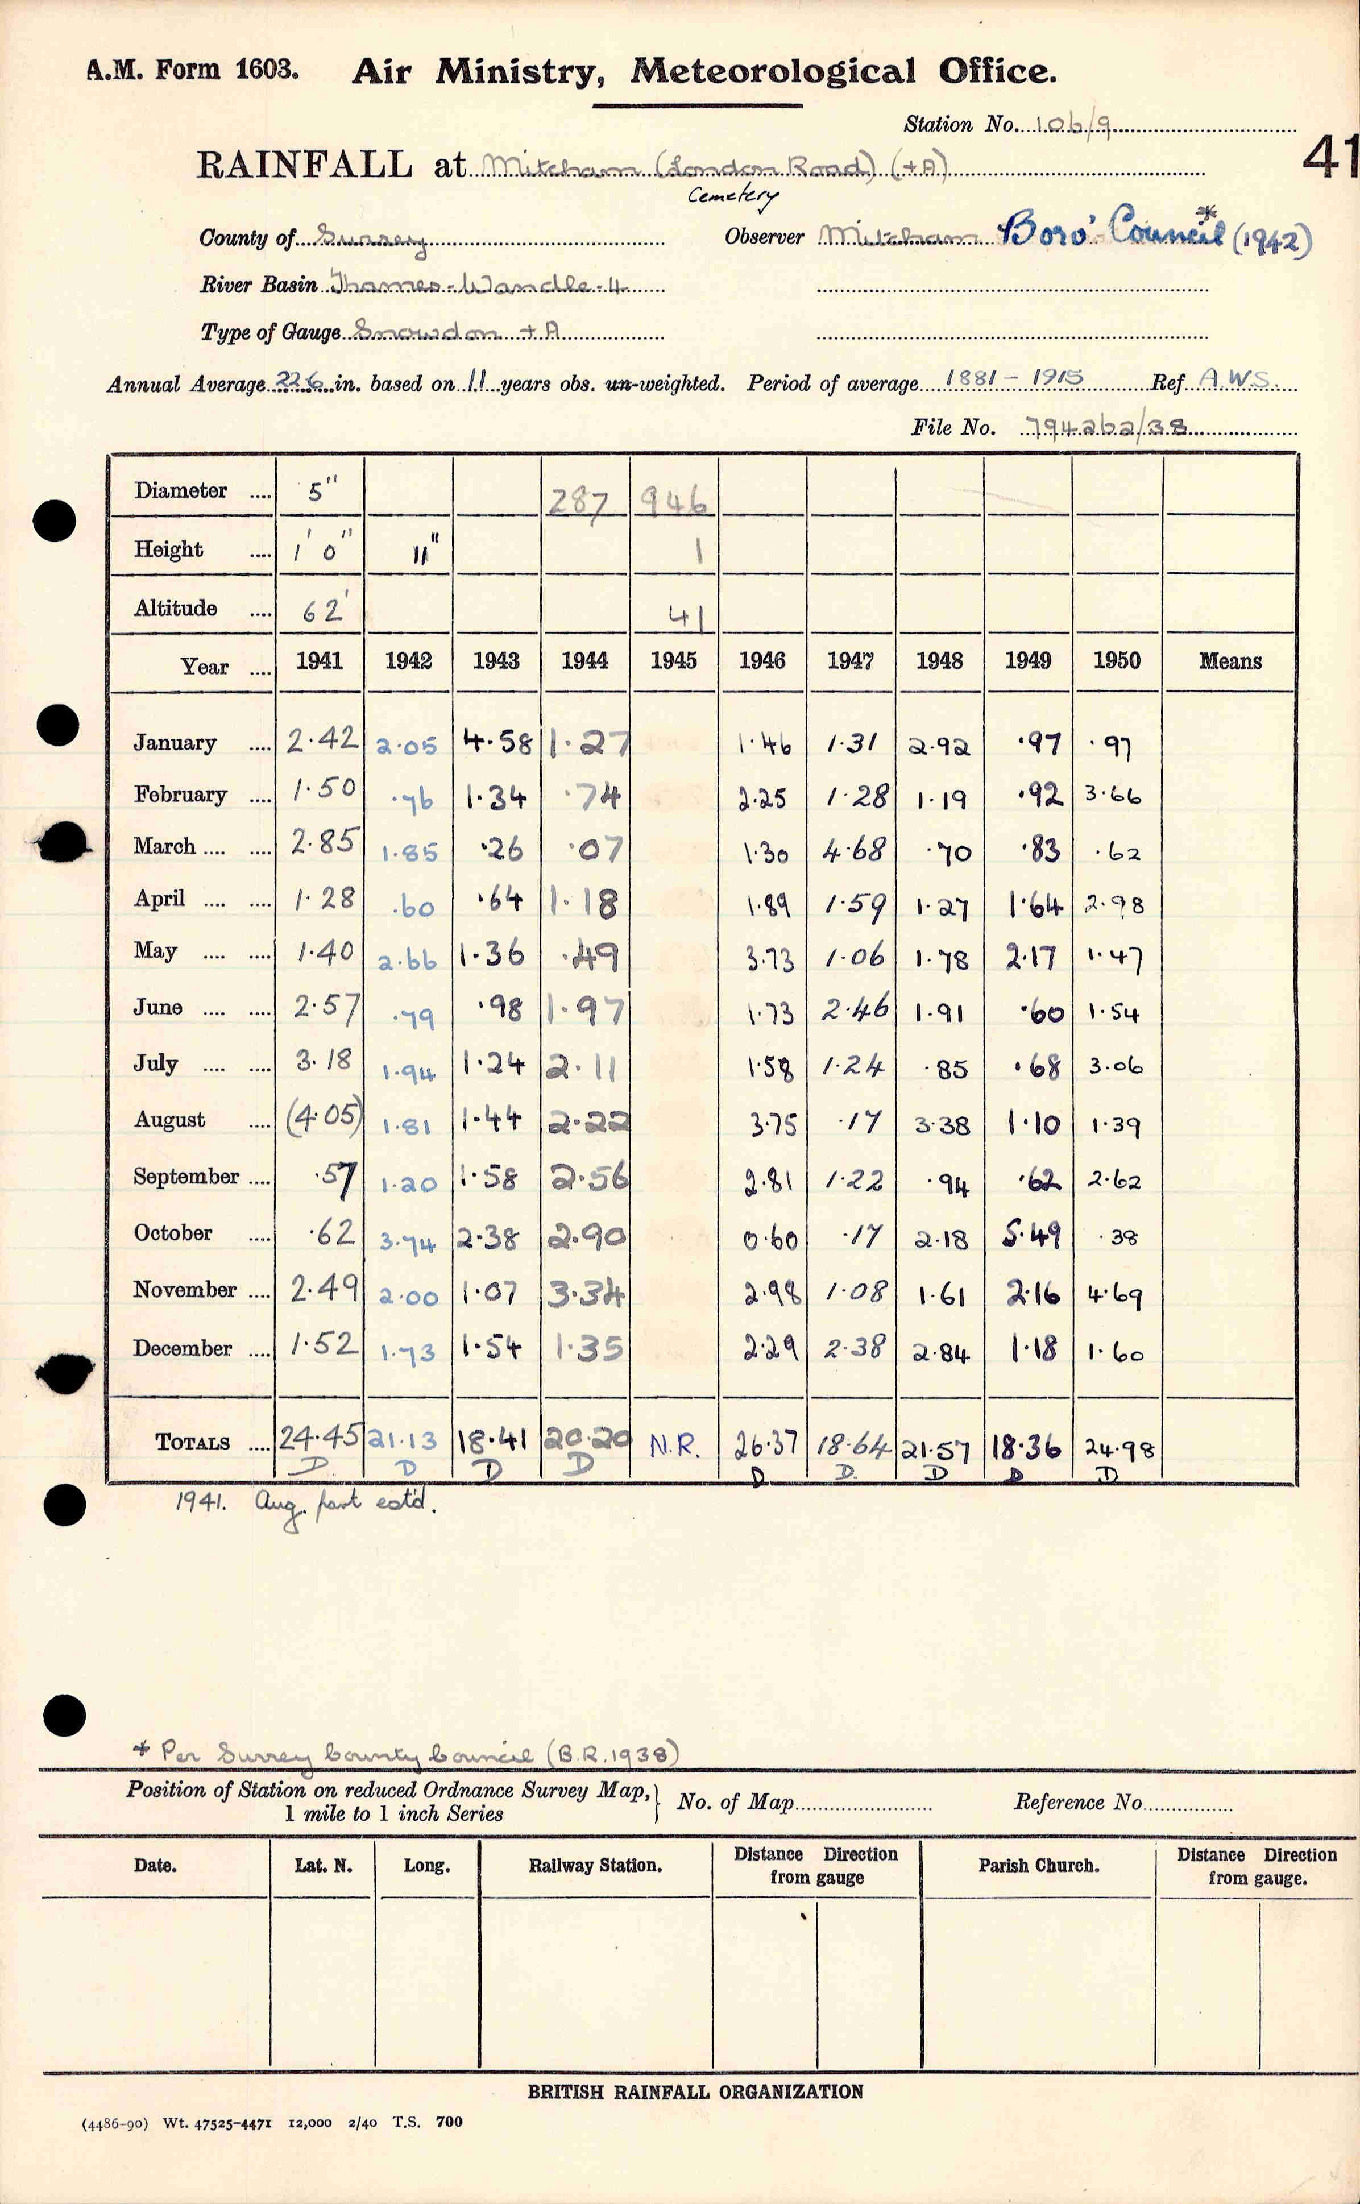 A.M. Form 1603. Air Ministry, Meteorological Office.
Station No. 106/9
41
RAINFALL at Mitcham (London Road) (+A)
Cemetery
County of Surrey Observer Mitcham Boro' Council * (1942)
River Basin Thames-Wandle-4
Type of Gauge Snowdon +A
Annual Average 22.6 in. based on 11 years obs. un-weighted. Period of average 1881 - 1915 Ref A.W.S.
File No. 794262/38
Diameter .... 5" 287 946
Height .... 1' 0" 11" 1
Altitude .... 62' 41
Year .... 1941 1942 1943 1944 1945 1946 1947 1948 1949 1950 Means
January .... 2.42 2.05 4.58 1.27 1.46 1.31 2.92 .97 .97
February .... 1.50 .76 1.34 .74 2.25 1.28 1.19 .92 3.66
March .... .... 2.85 1.85 .26 .07 1.30 4.68 .70 .83 .62
April .... .... 1.28 .60 .64 1.18 1.89 1.59 1.27 1.64 2.98
May .... .... 1.40 2.66 1.36 .49 3.73 1.06 1.78 2.17 1.47
June .... .... 2.57 .79 .98 1.97 1.73 2.46 1.91 .60 1.54
July .... .... 3.18 1.94 1.24 2.11 1.58 1.24 .85 .68 3.06
August .... (4.05) 1.81 1.44 2.22 3.75 .17 3.38 1.10 1.39
September .... .57 1.20 1.58 2.56 2.81 1.22 .94 .62 2.62
October .... .62 3.74 2.38 2.90 0.60 .17 2.18 5.49 .38
November .... 2.49 2.00 1.07 3.34 2.98 1.08 1.61 2.16 4.69
December .... 1.52 1.73 1.54 1.35 2.29 2.38 2.84 1.18 1.60
TOTALS .... 24.45 21.13 18.41 20.20 N.R. 26.37 18.64 21.57 18.36 24.98
D D D D D D D D D
1941. Aug. part est'd.
* Per Surrey County Council (B.R. 1938)
Position of Station on reduced Ordnance Survey Map, } No. of Map Reference No.
1 mile to 1 inch Series
Date. Lat. N. Long. Railway Station. Distance from gauge Direction Parish Church. Distance from gauge. Direction
BRITISH RAINFALL ORGANIZATION
(4486-90) Wt. 47525-4471 12,000 2/40 T.S. 700